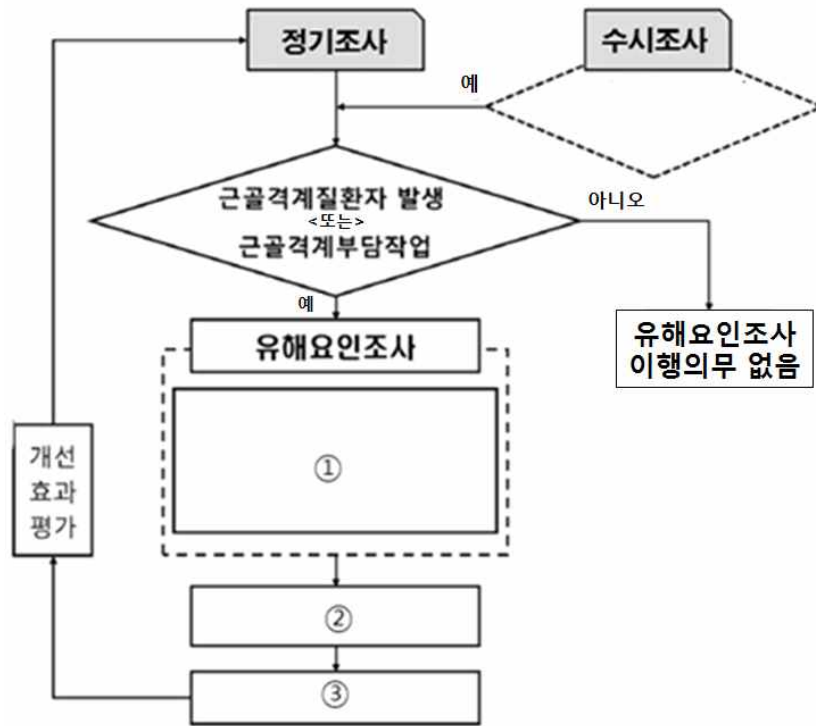 정기조사
수시조사
예
근골격계질환자 발생
<또는>
근골격계부담작업
아니오
예
유해요인조사
유해요인조사
이행의무 없음
①
개선
효과
평가
②
③